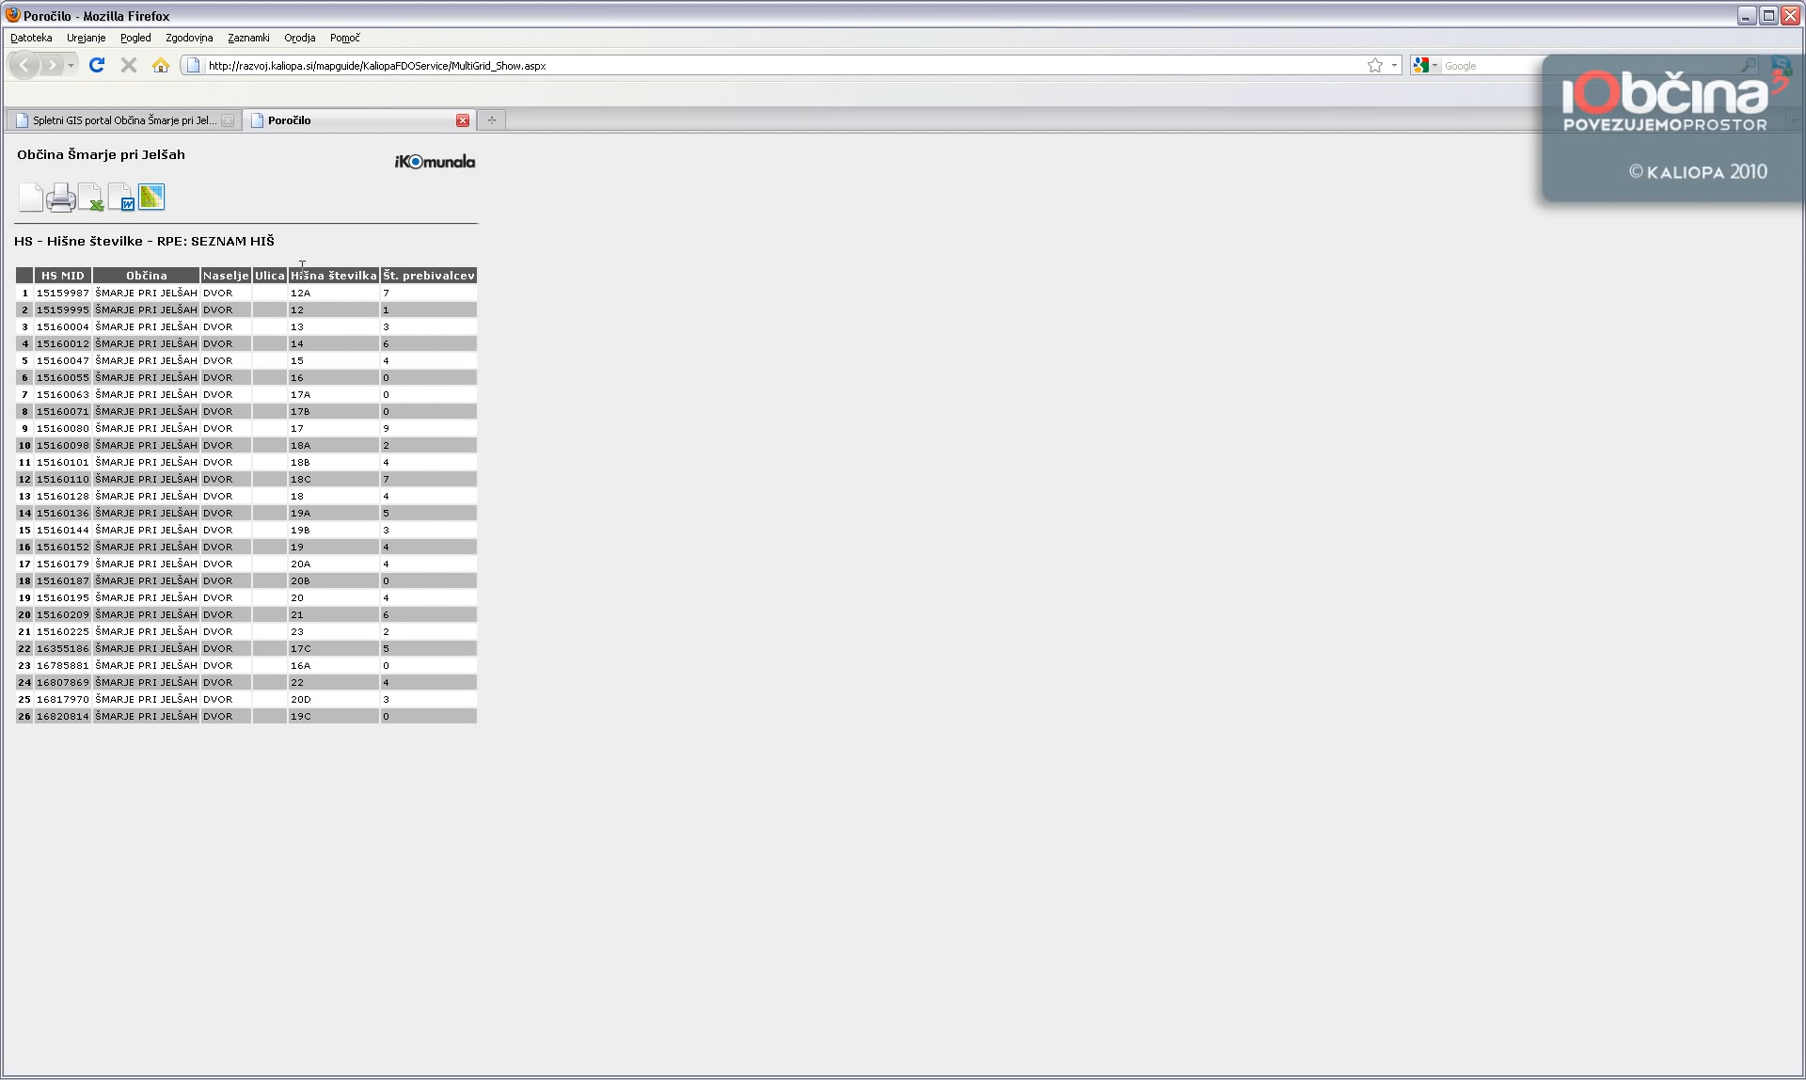 Poročilo - Mozilla Firefox
Datoteka Urejanje Pogled Zgodovina Zaznamki Orodja Pomoč
http://razvoj.kaliopa.si/mapguide/KaliopaFDOService/MultiGrid_Show.aspx Google
Spletni GIS portal Občina Šmarje pri Jel... Poročilo
iObčina3
POVEZUJEMOPROSTOR
© KALIOPA 2010
Občina Šmarje pri Jelšah iKomunala
HS - Hišne številke - RPE: SEZNAM HIŠ
HS MID Občina Naselje Ulica Hišna številka Št. prebivalcev
1 15159987 ŠMARJE PRI JELŠAH DVOR 12A 7
2 15159995 ŠMARJE PRI JELŠAH DVOR 12 1
3 15160004 ŠMARJE PRI JELŠAH DVOR 13 3
4 15160012 ŠMARJE PRI JELŠAH DVOR 14 6
5 15160047 ŠMARJE PRI JELŠAH DVOR 15 4
6 15160055 ŠMARJE PRI JELŠAH DVOR 16 0
7 15160063 ŠMARJE PRI JELŠAH DVOR 17A 0
8 15160071 ŠMARJE PRI JELŠAH DVOR 17B 0
9 15160080 ŠMARJE PRI JELŠAH DVOR 17 9
10 15160098 ŠMARJE PRI JELŠAH DVOR 18A 2
11 15160101 ŠMARJE PRI JELŠAH DVOR 18B 4
12 15160110 ŠMARJE PRI JELŠAH DVOR 18C 7
13 15160128 ŠMARJE PRI JELŠAH DVOR 18 4
14 15160136 ŠMARJE PRI JELŠAH DVOR 19A 5
15 15160144 ŠMARJE PRI JELŠAH DVOR 19B 3
16 15160152 ŠMARJE PRI JELŠAH DVOR 19 4
17 15160179 ŠMARJE PRI JELŠAH DVOR 20A 4
18 15160187 ŠMARJE PRI JELŠAH DVOR 20B 0
19 15160195 ŠMARJE PRI JELŠAH DVOR 20 4
20 15160209 ŠMARJE PRI JELŠAH DVOR 21 6
21 15160225 ŠMARJE PRI JELŠAH DVOR 23 2
22 16355186 ŠMARJE PRI JELŠAH DVOR 17C 5
23 16785881 ŠMARJE PRI JELŠAH DVOR 16A 0
24 16807869 ŠMARJE PRI JELŠAH DVOR 22 4
25 16817970 ŠMARJE PRI JELŠAH DVOR 20D 3
26 16820814 ŠMARJE PRI JELŠAH DVOR 19C 0